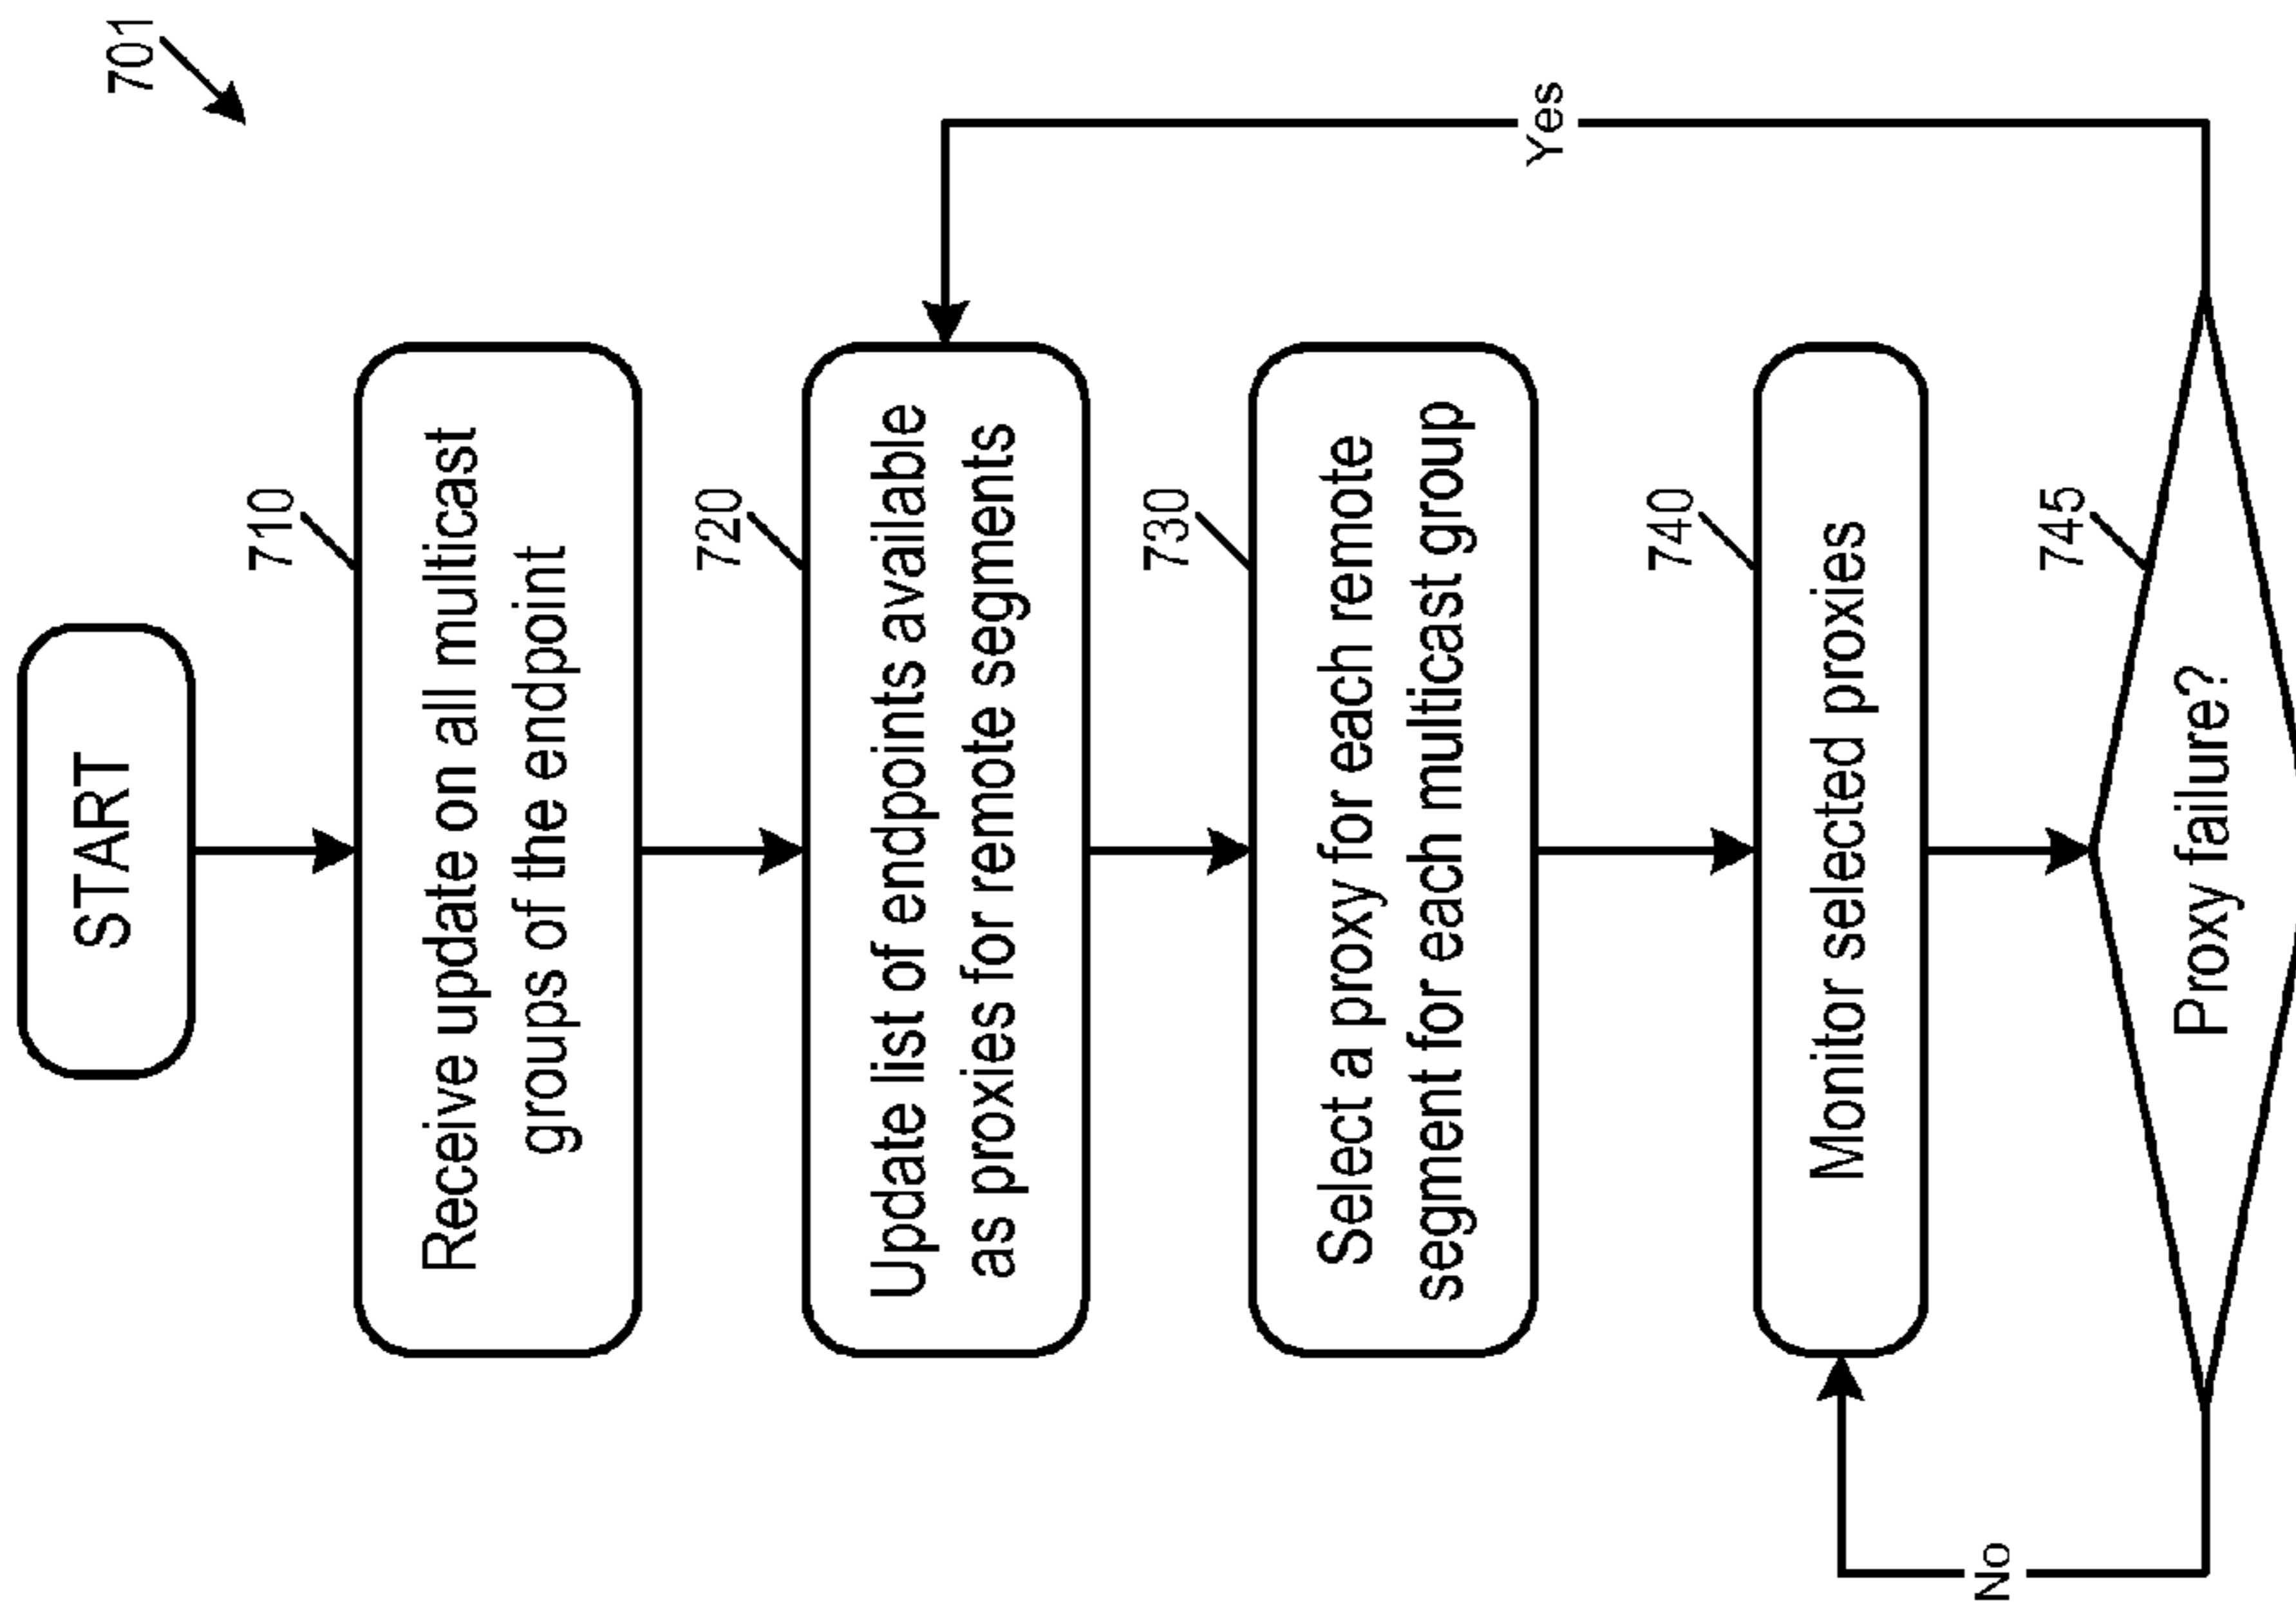 701
START
710
Receive update on all multicast
groups of the endpoint
720
Update list of endpoints available
as proxies for remote segments
730
Select a proxy for each remote
segment for each multicast group
740
Monitor selected proxies
745
Proxy failure?
No
Yes